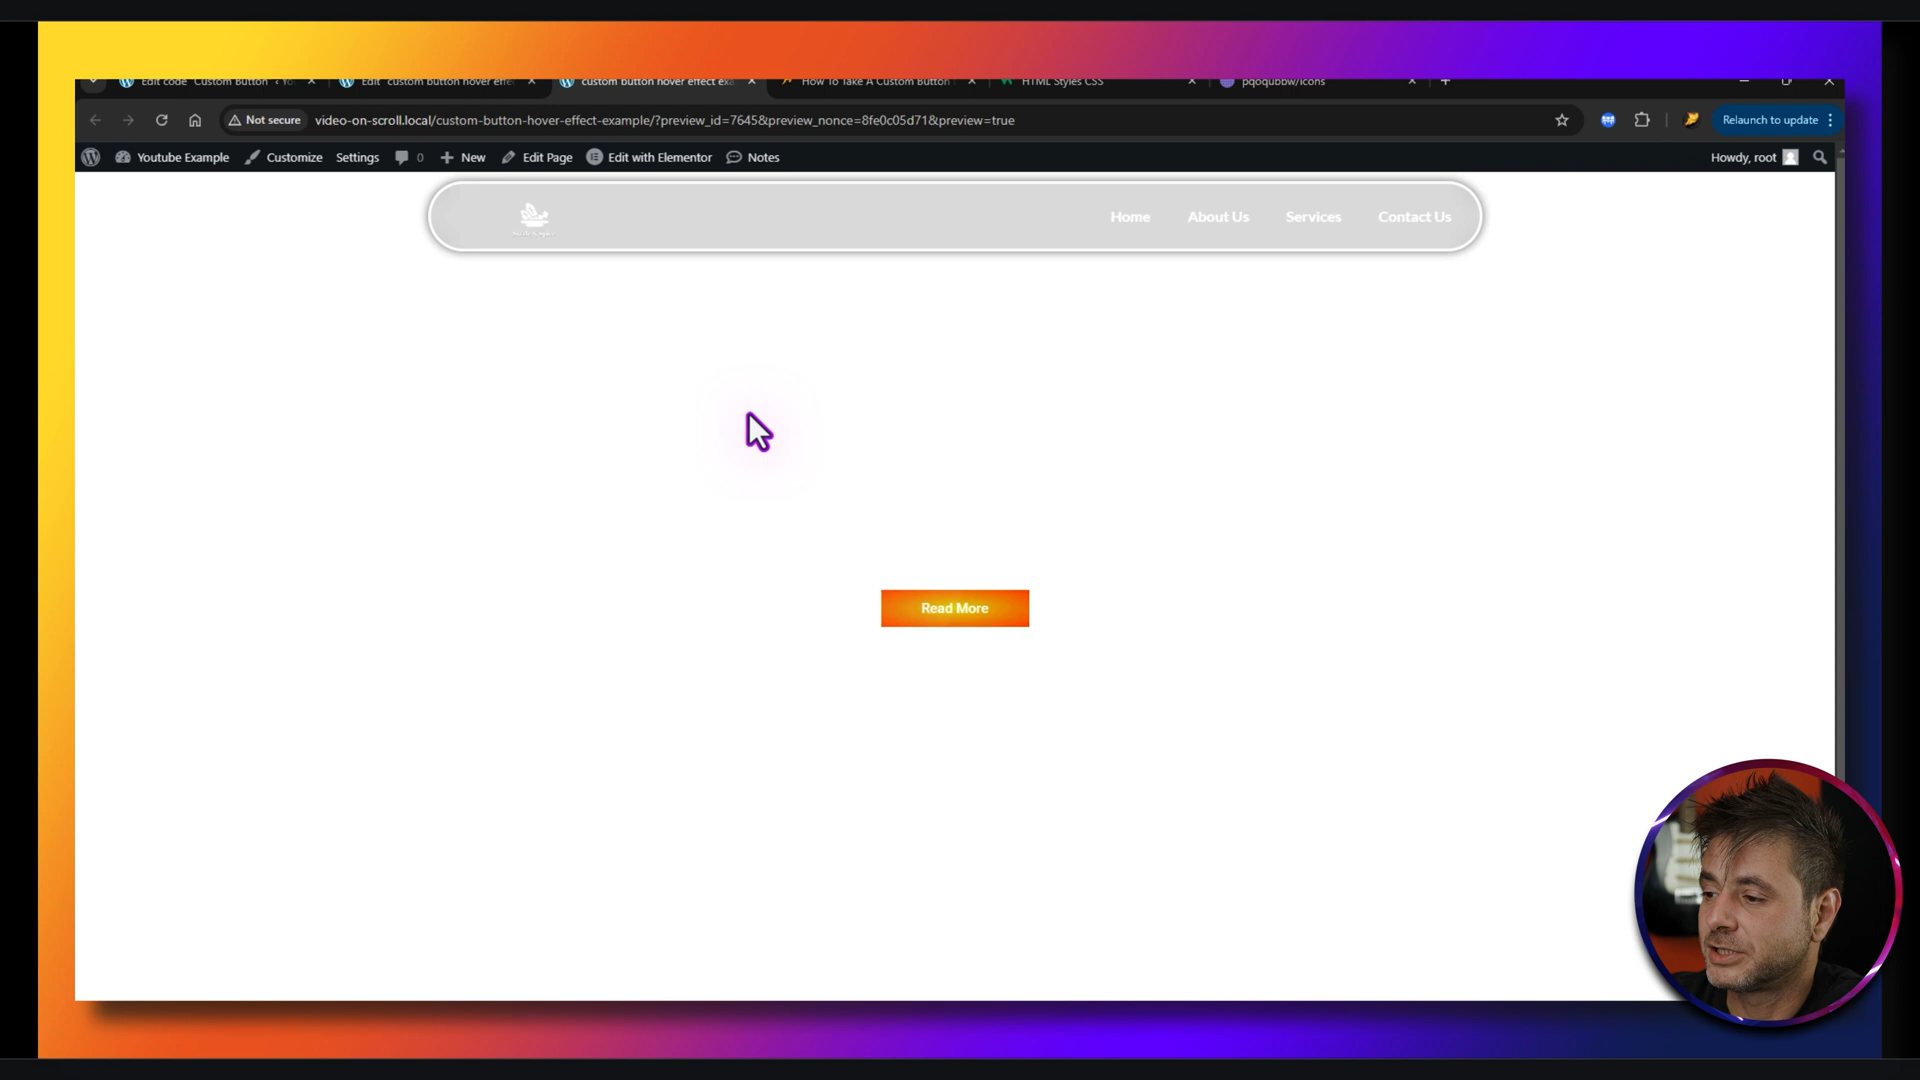 Edit code "Custom Button" ‹ Yo
Edit "custom button hover effe
custom button hover effect exa
How To Take A Custom Button
HTML Styles CSS
pqoqubbw/icons
Not secure
video-on-scroll.local/custom-button-hover-effect-example/?preview_id=7645&preview_nonce=8fe0c05d71&preview=true
Relaunch to update
Youtube Example
Customize
Settings
0
New
Edit Page
Edit with Elementor
Notes
Howdy, root
Home
About Us
Services
Contact Us
Read More